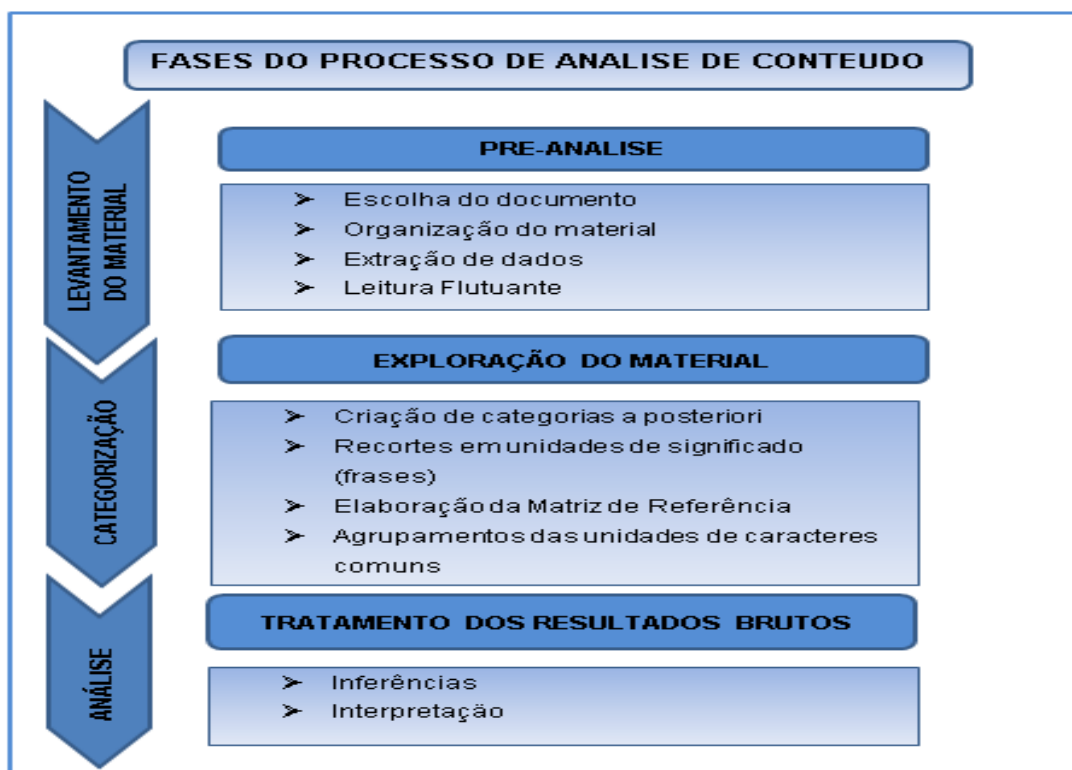 FASES DO PROCESSO DE ANALISE DE CONTEUDO
LEVANTAMENTO
DO MATERIAL
PRE-ANALISE
➢ Escolha do documento
➢ Organização do material
➢ Extração de dados
➢ Leitura Flutuante
CATEGORIZAÇÃO
EXPLORAÇÃO DO MATERIAL
➢ Criação de categorias a posteriori
➢ Recortes em unidades de significado
(frases)
➢ Elaboração da Matriz de Referência
➢ Agrupamentos das unidades de caracteres
comuns
ANÁLISE
TRATAMENTO DOS RESULTADOS BRUTOS
➢ Inferências
➢ Interpretação